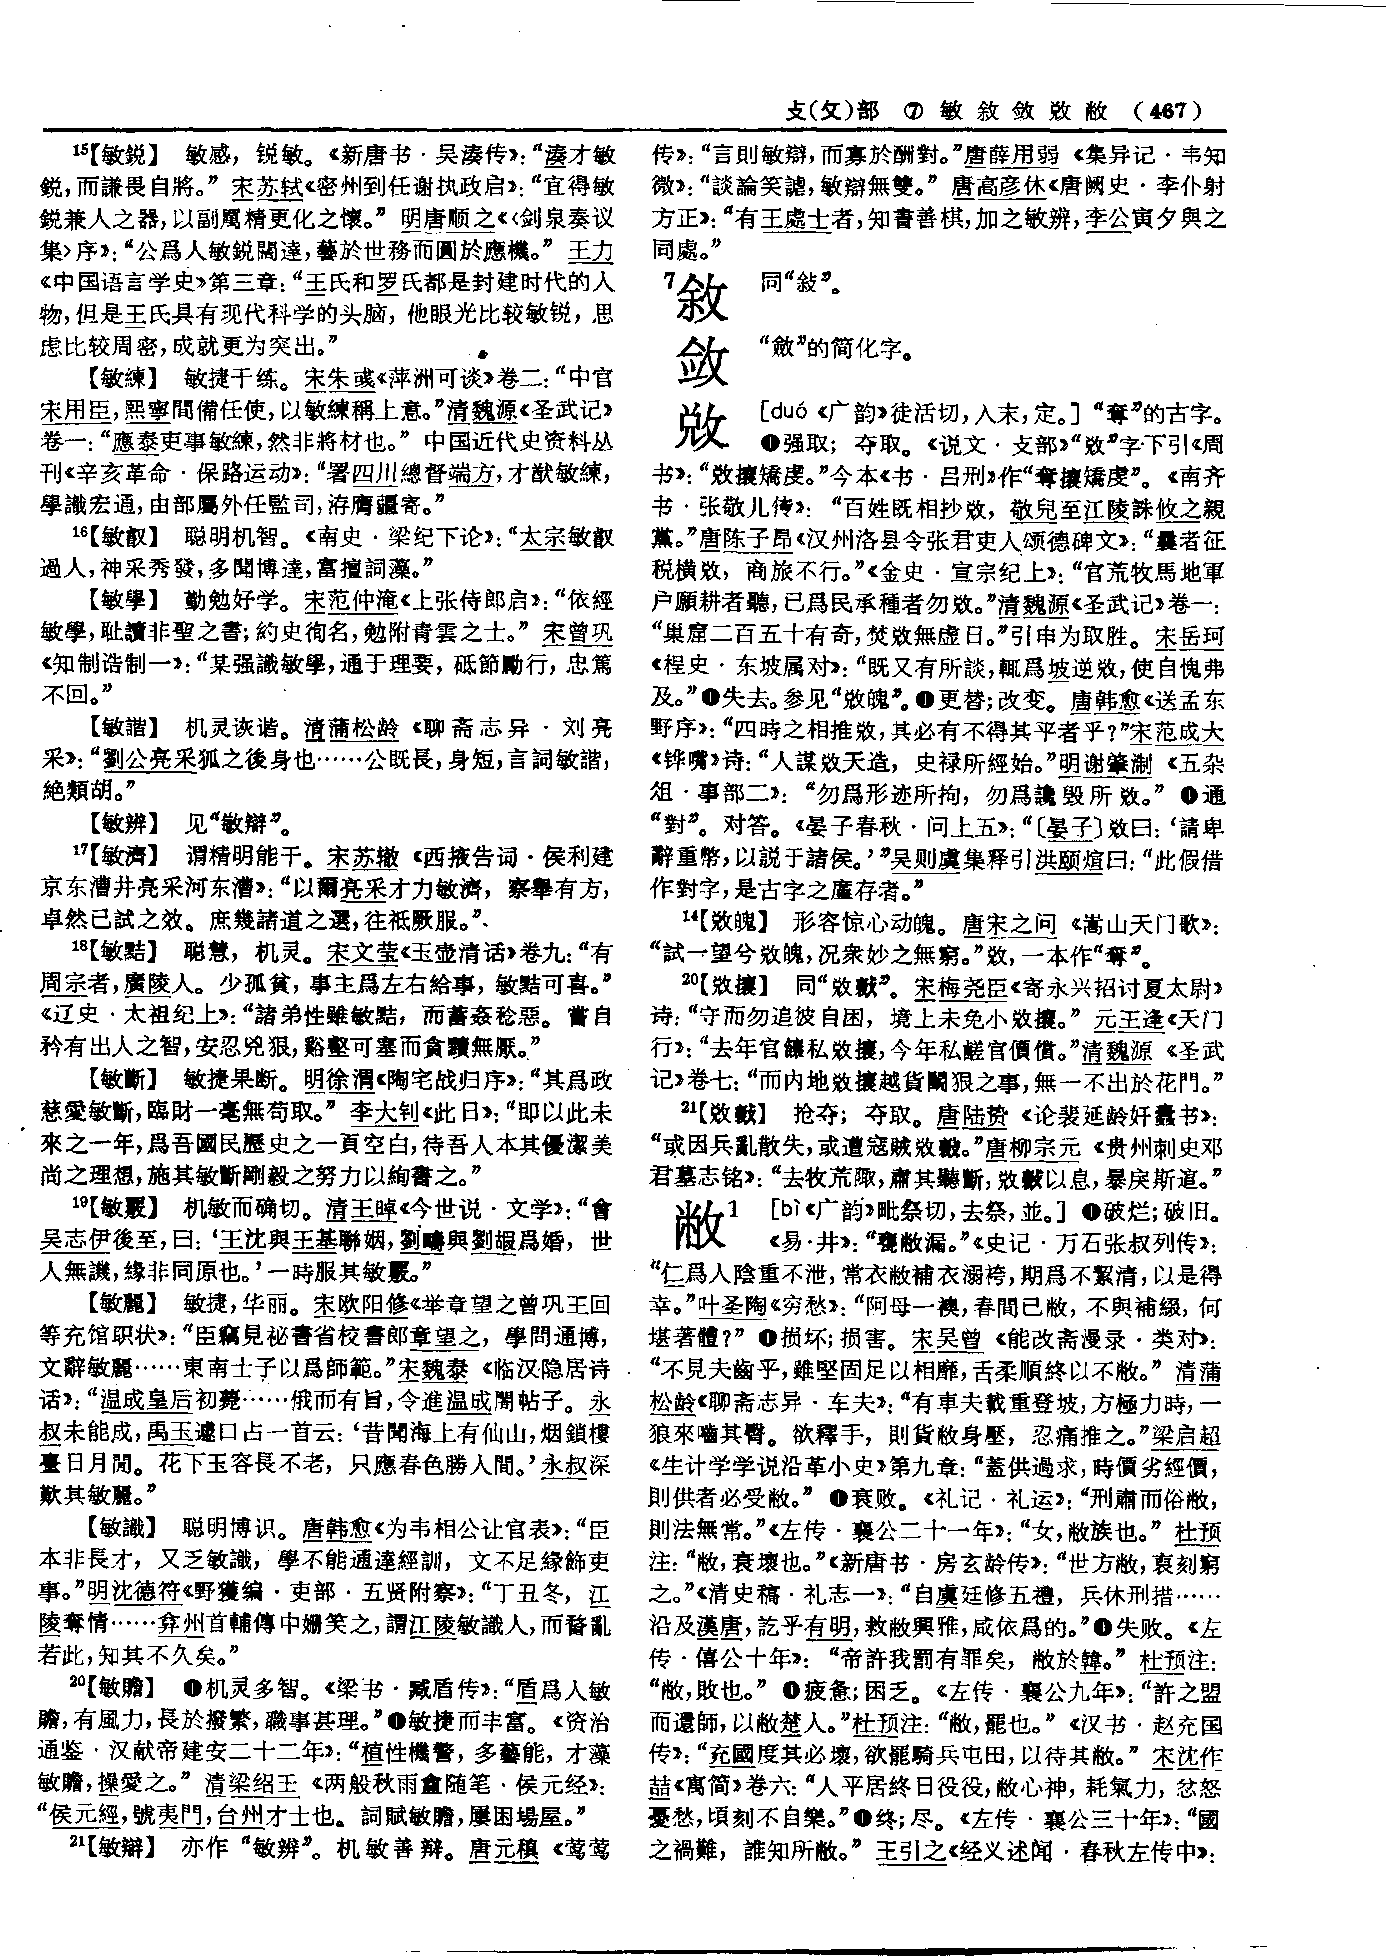 攴(攵)部 ⑦ 敏敘敛敓敝 (467)
15【敏鋭】 敏感，锐敏。《新唐书·吴凑传》：“湊才敏
鋭，而謙畏自將。” 宋苏轼《密州到任谢执政启》：“宜得敏
鋭兼人之器，以副厲精更化之懷。” 明唐顺之《〈剑泉奏议
集〉序》：“公爲人敏鋭闊達，藝於世務而圓於應機。” 王力
《中国语言学史》第三章：“王氏和罗氏都是封建时代的人
物，但是王氏具有现代科学的头脑，他眼光比较敏锐，思
虑比较周密，成就更为突出。”
【敏練】 敏捷干练。宋朱彧《萍洲可谈》卷二：“中官
宋用臣，熙寧間備任使，以敏練稱上意。”清魏源《圣武记》
卷一：“應泰吏事敏練，然非將材也。” 中国近代史资料丛
刊《辛亥革命·保路运动》：“署四川總督端方，才猷敏練，
學識宏通，由部屬外任監司，洊膺疆寄。”
16【敏叡】 聪明机智。《南史·梁纪下论》：“太宗敏叡
過人，神采秀發，多聞博達，富擅詞藻。”
【敏學】 勤勉好学。宋范仲淹《上张侍郎启》：“依經
敏學，耻讀非聖之書；約史徇名，勉附青雲之士。” 宋曾巩
《知制诰制一》：“某强識敏學，通于理要，砥節勵行，忠篤
不回。”
【敏諧】 机灵诙谐。清蒲松龄《聊斋志异·刘亮
采》：“劉公亮采狐之後身也……公既長，身短，言詞敏諧，
絶類胡。”
【敏辨】 见“敏辯”。
17【敏濟】 谓精明能干。宋苏辙《西掖告词·侯利建
京东漕井亮采河东漕》：“以爾亮采才力敏濟，察舉有方，
卓然已試之效。庶幾諸道之選，往祗厥服。”
18【敏黠】 聪慧，机灵。宋文莹《玉壶清话》卷九：“有
周宗者，廣陵人。少孤貧，事主爲左右給事，敏黠可喜。”
《辽史·太祖纪上》：“諸弟性雖敏黠，而蓄姦稔惡。嘗自
矜有出人之智，安忍兇狠，谿壑可塞而貪黷無厭。”
【敏斷】 敏捷果断。明徐渭《陶宅战归序》：“其爲政
慈愛敏斷，臨財一毫無苟取。” 李大钊《此日》：“即以此未
來之一年，爲吾國民歷史之一頁空白，待吾人本其優潔美
尚之理想，施其敏斷剛毅之努力以絢書之。”
19【敏覈】 机敏而确切。清王晫《今世说·文学》：“會
吴志伊後至，曰：‘王沈與王基聯姻，劉疇與劉嘏爲婚，世
人無譏，緣非同原也。’一時服其敏覈。”
【敏麗】 敏捷，华丽。宋欧阳修《举章望之曾巩王回
等充馆职状》：“臣竊見祕書省校書郎章望之，學問通博，
文辭敏麗……東南士子以爲師範。”宋魏泰《临汉隐居诗
话》：“温成皇后初薨……俄而有旨，令進温成閣帖子。永
叔未能成，禹玉遽口占一首云：‘昔聞海上有仙山，烟鎖樓
臺日月閒。花下玉容長不老，只應春色勝人間。’永叔深
歎其敏麗。”
【敏識】 聪明博识。唐韩愈《为韦相公让官表》：“臣
本非長才，又乏敏識，學不能通達經訓，文不足緣飾吏
事。”明沈德符《野獲编·吏部·五贤附察》：“丁丑冬，江
陵奪情……弇州首輔傳中姍笑之，謂江陵敏識人，而瞀亂
若此，知其不久矣。”
20【敏贍】 ❶机灵多智。《梁书·臧盾传》：“盾爲人敏
贍，有風力，長於撥繁，職事甚理。”❷敏捷而丰富。《资治
通鉴·汉献帝建安二十二年》：“植性機警，多藝能，才藻
敏贍，操愛之。” 清梁绍壬《两般秋雨盦随笔·侯元经》：
“侯元經，號夷門，台州才士也。詞賦敏贍，屢困場屋。”
21【敏辯】 亦作“敏辨”。机敏善辩。唐元稹《莺莺
传》：“言則敏辯，而寡於酬對。”唐薛用弱《集异记·韦知
微》：“談論笑謔，敏辯無雙。” 唐高彦休《唐阙史·李仆射
方正》：“有王處士者，知書善棋，加之敏辨，李公寅夕與之
同處。”
7敘 同“敍”。
敛 “斂”的简化字。
敓 [duó《广韵》徒活切，入末，定。]“奪”的古字。
❶强取；夺取。《说文·支部》“敓”字下引《周
书》：“敓攘矯虔。”今本《书·吕刑》作“奪攘矯虔”。《南齐
书·张敬儿传》：“百姓既相抄敓，敬兒至江陵誅攸之親
黨。”唐陈子昂《汉州洛县令张君吏人颂德碑文》：“曩者征
税横敓，商旅不行。”《金史·宣宗纪上》：“官荒牧馬地軍
户願耕者聽，已爲民承種者勿敓。”清魏源《圣武记》卷一：
“巢窟二百五十有奇，焚敓無虚日。”引申为取胜。宋岳珂
《桯史·东坡属对》：“既又有所談，輒爲坡逆敓，使自愧弗
及。”❷失去。参见“敓魄”。❸更替；改变。唐韩愈《送孟东
野序》：“四時之相推敓，其必有不得其平者乎？”宋范成大
《铧嘴》诗：“人謀敓天造，史禄所經始。”明谢肇淛《五杂
俎·事部二》：“勿爲形迹所拘，勿爲讒毁所敓。” ❹通
“對”。对答。《晏子春秋·问上五》：“〔晏子〕敓曰：‘請卑
辭重幣，以説于諸侯。’”吴则虞集释引洪颐煊曰：“此假借
作對字，是古字之廑存者。”
14【敓魄】 形容惊心动魄。唐宋之问《嵩山天门歌》：
“試一望兮敓魄，况衆妙之無窮。”敓，一本作“奪”。
20【敓攘】 同“敓敚”。宋梅尧臣《寄永兴招讨夏太尉》
诗：“守而勿追彼自困，境上未免小敓攘。” 元王逢《天门
行》：“去年官饟私敓攘，今年私鹺官價償。”清魏源《圣武
记》卷七：“而内地敓攘越貨鬭狠之事，無一不出於花門。”
21【敓㪝】 抢夺；夺取。唐陆贽《论裴延龄奸蠹书》：
“或因兵亂散失，或遭寇賊敓㪝。”唐柳宗元《贵州刺史邓
君墓志铭》：“去牧荒陬，肅其聽斷，敓㪝以息，暴戾斯遠。”
敝1 [bì《广韵》毗祭切，去祭，並。] ❶破烂；破旧。
《易·井》：“甕敝漏。”《史记·万石张叔列传》：
“仁爲人陰重不泄，常衣敝補衣溺袴，期爲不絜清，以是得
幸。”叶圣陶《穷愁》：“阿母一襖，春間已敝，不與補綴，何
堪著體？” ❷损坏；损害。宋吴曾《能改斋漫录·类对》：
“不見夫齒乎，雖堅固足以相靡，舌柔順終以不敝。” 清蒲
松龄《聊斋志异·车夫》：“有車夫載重登坡，方極力時，一
狼來嚙其臀。欲釋手，則貨敝身壓，忍痛推之。”梁启超
《生计学学说沿革小史》第九章：“蓋供過求，時價劣經價，
則供者必受敝。” ❸衰败。《礼记·礼运》：“刑肅而俗敝，
則法無常。”《左传·襄公二十一年》：“女，敝族也。” 杜预
注：“敝，衰壞也。”《新唐书·房玄龄传》：“世方敝，裒刻窮
之。”《清史稿·礼志一》：“自虞廷修五禮，兵休刑措……
沿及漢唐，訖乎有明，救敝興雅，咸依爲的。”❹失败。《左
传·僖公十年》：“帝許我罰有罪矣，敝於韓。” 杜预注：
“敝，敗也。” ❺疲惫；困乏。《左传·襄公九年》：“許之盟
而還師，以敝楚人。”杜预注：“敝，罷也。”《汉书·赵充国
传》：“充國度其必壞，欲罷騎兵屯田，以待其敝。” 宋沈作
喆《寓简》卷六：“人平居終日役役，敝心神，耗氣力，忿怒
憂愁，頃刻不自樂。”❻终；尽。《左传·襄公三十年》：“國
之禍難，誰知所敝。” 王引之《经义述闻·春秋左传中》：